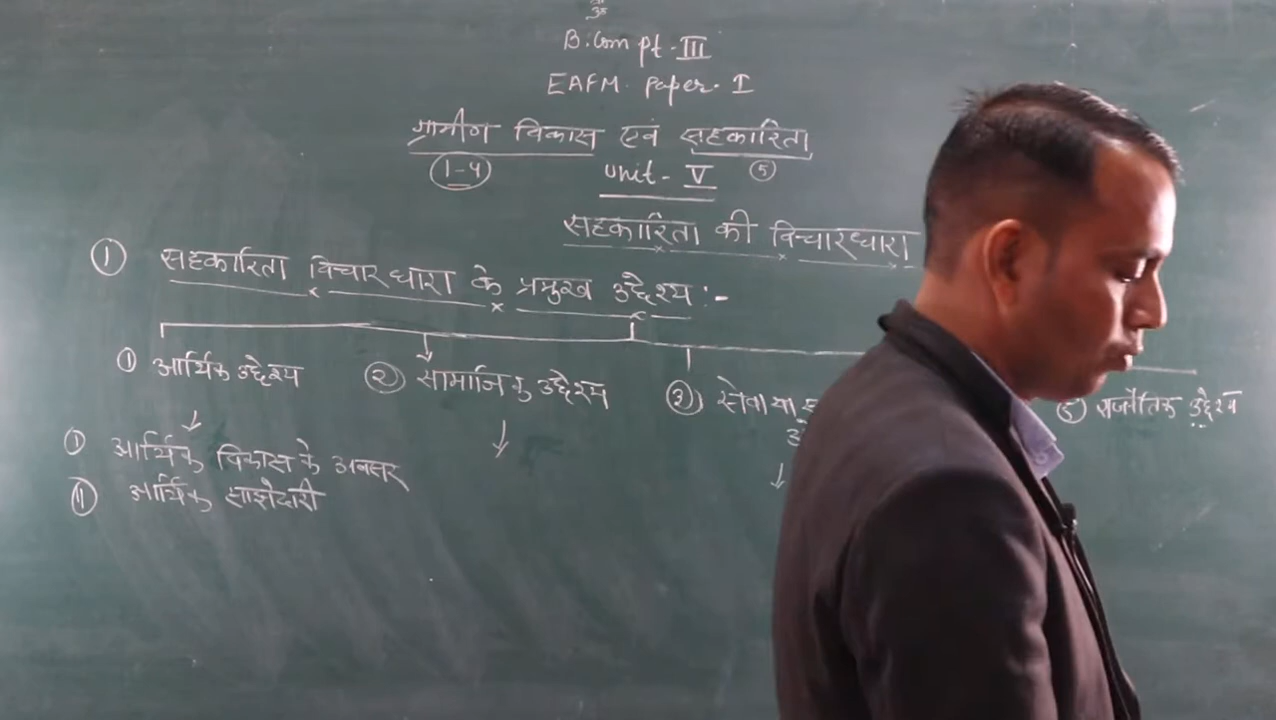 ॐ
B.Com pt-III
EAFM. Paper-I
ग्रामीण विकास एवं सहकारिता
1-4 Unit-V 5
सहकारिता की विचारधारा
1 सहकारिता विचारधारा के प्रमुख उद्देश्य :-
1 आर्थिक उद्देश्य २ सामाजिक उद्देश्य 3 सेवा या 5 राजनैतिक उद्देश्य
I आर्थिक विकास के अवसर
II आर्थिक साझेदारी